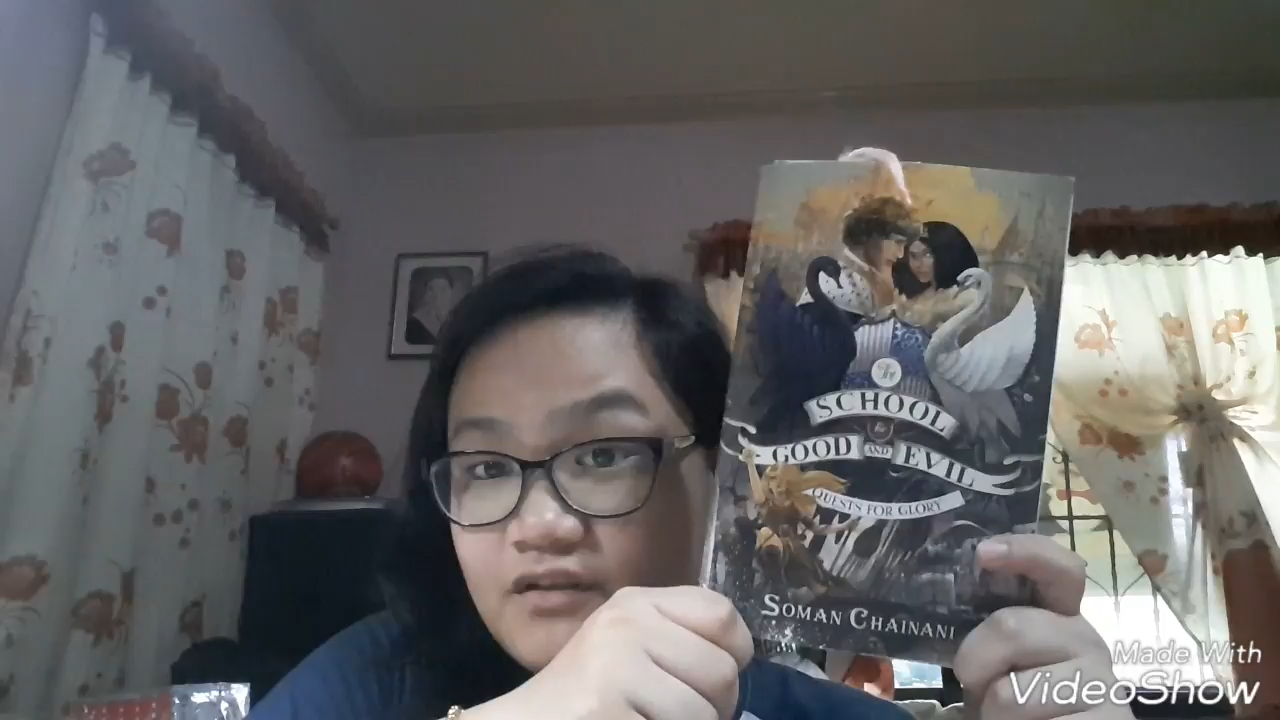 THE
SCHOOL
for
GOOD AND EVIL
QUESTS FOR GLORY
SOMAN CHAINANI
Made With
VideoShow